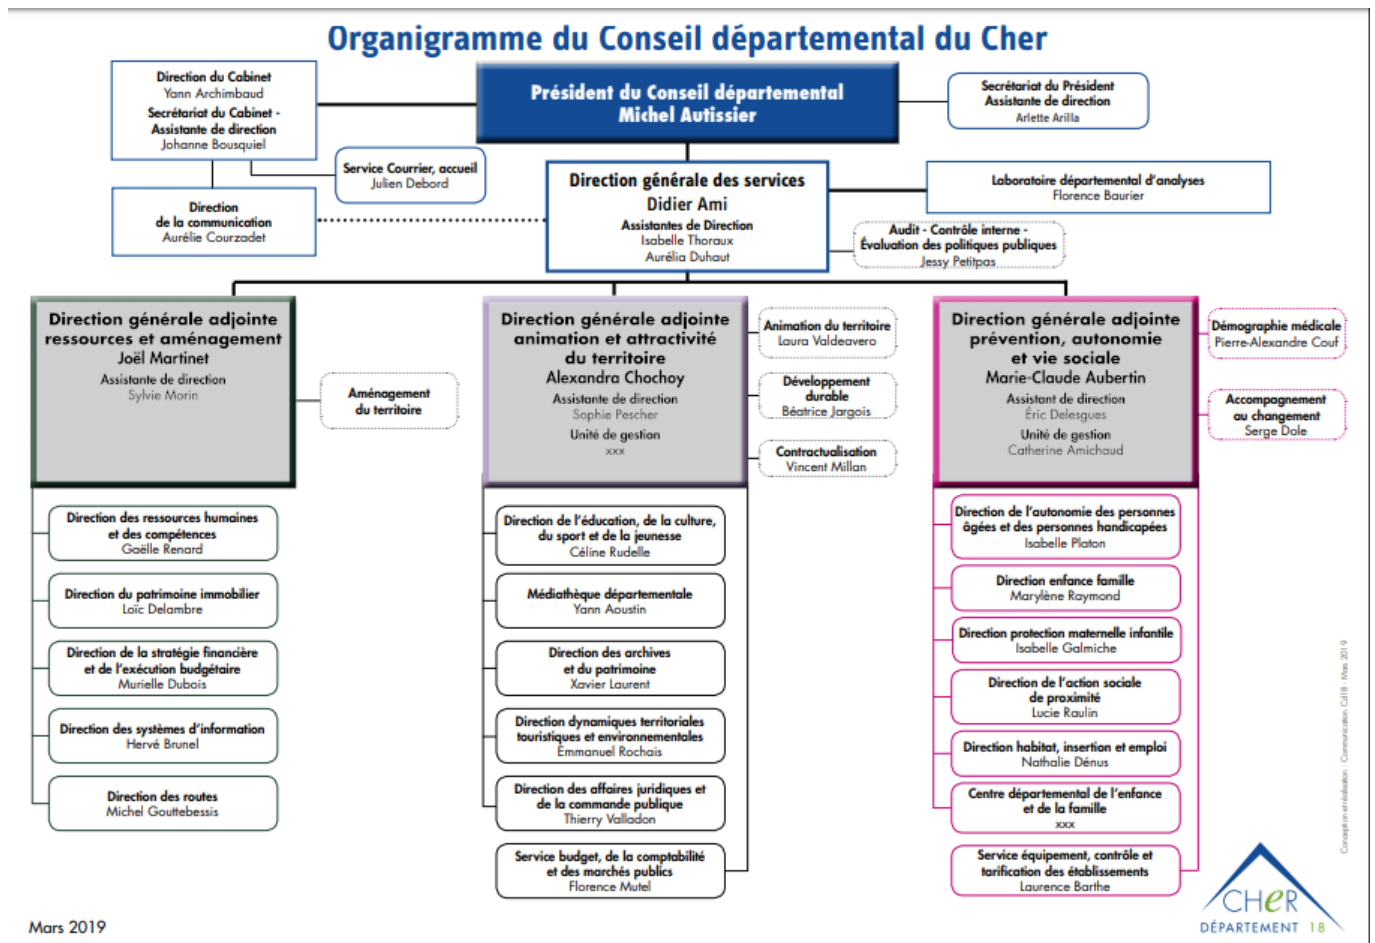 Organigramme du Conseil départemental du Cher
Direction du Cabinet
Yann Archimbaud
Secrétariat du Cabinet -
Assistante de direction
Johanne Bousquiel
Président du Conseil départemental
Michel Autissier
Secrétariat du Président
Assistante de direction
Arlette Arilla
Service Courrier, accueil
Julien Debord
Direction
de la communication
Aurélie Courzadet
Direction générale des services
Didier Ami
Assistantes de Direction
Isabelle Thoraux
Aurélia Duhaut
Laboratoire départemental d'analyses
Florence Baurier
Audit - Contrôle interne -
Évaluation des politiques publiques
Jessy Petitpas
Direction générale adjointe
ressources et aménagement
Joël Martinet
Assistante de direction
Sylvie Morin
Aménagement
du territoire
Direction des ressources humaines
et des compétences
Gaëlle Renard
Direction du patrimoine immobilier
Loïc Delambre
Direction de la stratégie financière
et de l'exécution budgétaire
Murielle Dubois
Direction des systèmes d'information
Hervé Brunel
Direction des routes
Michel Gouttebessis
Direction générale adjointe
animation et attractivité
du territoire
Alexandra Chochoy
Assistante de direction
Sophie Pescher
Unité de gestion
xxx
Animation du territoire
Laura Valdeavero
Développement
durable
Béatrice Jargois
Contractualisation
Vincent Millan
Direction de l'éducation, de la culture,
du sport et de la jeunesse
Céline Rudelle
Médiathèque départementale
Yann Aoustin
Direction des archives
et du patrimoine
Xavier Laurent
Direction dynamiques territoriales
touristiques et environnementales
Emmanuel Rochais
Direction des affaires juridiques et
de la commande publique
Thierry Valladon
Service budget, de la comptabilité
et des marchés publics
Florence Mutel
Direction générale adjointe
prévention, autonomie
et vie sociale
Marie-Claude Aubertin
Assistant de direction
Éric Delesgues
Unité de gestion
Catherine Amichaud
Démographie médicale
Pierre-Alexandre Couf
Accompagnement
au changement
Serge Dole
Direction de l'autonomie des personnes
âgées et des personnes handicapées
Isabelle Platon
Direction enfance famille
Marylène Raymond
Direction protection maternelle infantile
Isabelle Galmiche
Direction de l'action sociale
de proximité
Lucie Raulin
Direction habitat, insertion et emploi
Nathalie Dénus
Centre départemental de l'enfance
et de la famille
xxx
Service équipement, contrôle et
tarification des établissements
Laurence Barthe
Conception et réalisation : Communication Cd18 - Mars 2019
CHeR
DÉPARTEMENT 18
Mars 2019